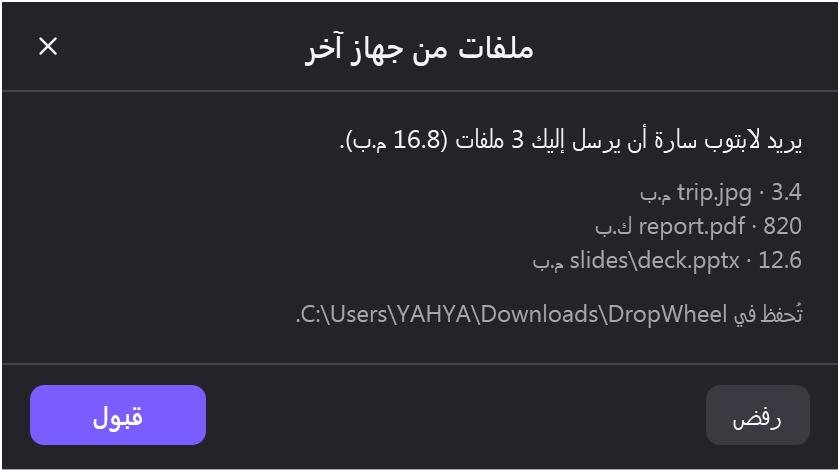 ملفات من جهاز آخر
يريد لابتوب سارة أن يرسل إليك 3 ملفات (16.8 م.ب).
trip.jpg · 3.4 م.ب
report.pdf · 820 ك.ب
slides\deck.pptx · 12.6 م.ب
تُحفظ في C:\Users\YAHYA\Downloads\DropWheel.
رفض
قبول